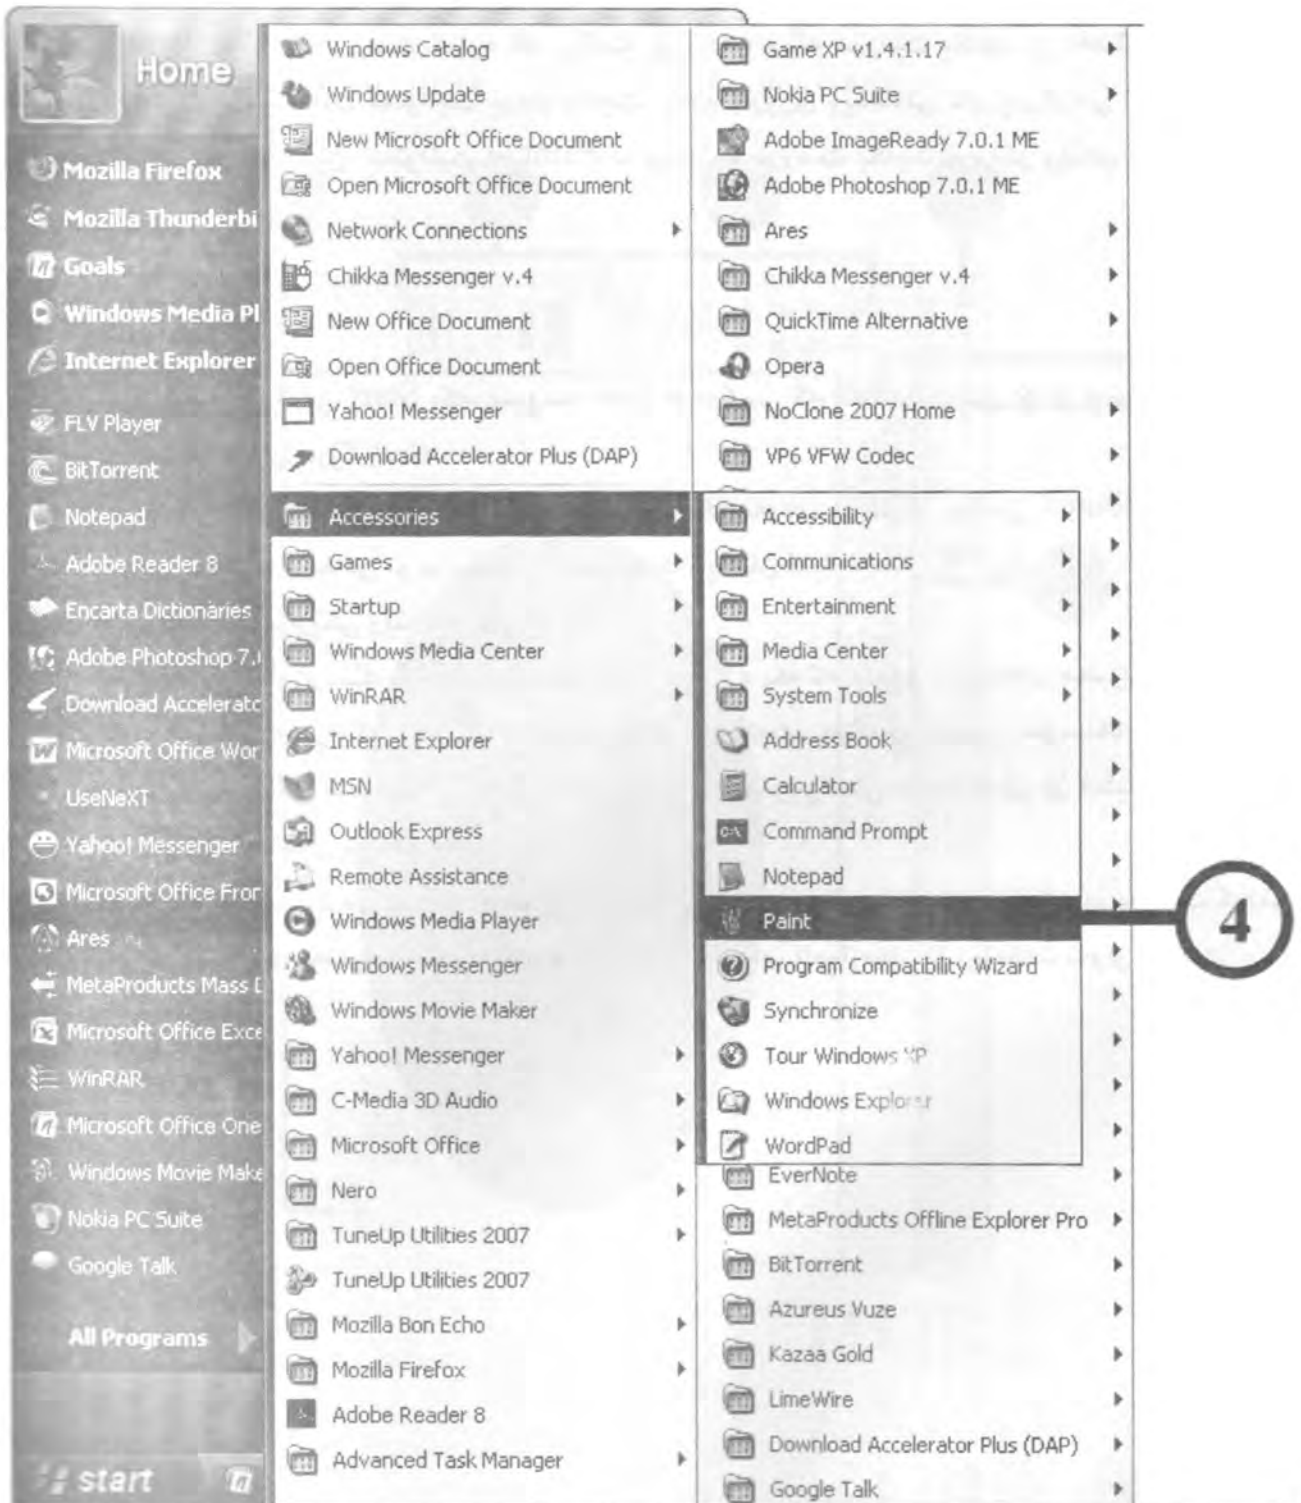 Home
Mozilla Firefox
Mozilla Thunderbi
Goals
Windows Media Pl
Internet Explorer
FLV Player
BitTorrent
Notepad
Adobe Reader 8
Encarta Dictionaries
Adobe Photoshop 7.
Download Accelerato
Microsoft Office Wor
UseNeXT
Yahoo! Messenger
Microsoft Office Fron
Ares
MetaProducts Mass D
Microsoft Office Exce
WinRAR
Microsoft Office One
Windows Movie Make
Nokia PC Suite
Google Talk
All Programs
start
Windows Catalog
Windows Update
New Microsoft Office Document
Open Microsoft Office Document
Network Connections
Chikka Messenger v.4
New Office Document
Open Office Document
Yahoo! Messenger
Download Accelerator Plus (DAP)
Accessories
Games
Startup
Windows Media Center
WinRAR
Internet Explorer
MSN
Outlook Express
Remote Assistance
Windows Media Player
Windows Messenger
Windows Movie Maker
Yahoo! Messenger
C-Media 3D Audio
Microsoft Office
Nero
TuneUp Utilities 2007
TuneUp Utilities 2007
Mozilla Bon Echo
Mozilla Firefox
Adobe Reader 8
Advanced Task Manager
Game XP v1.4.1.17
Nokia PC Suite
Adobe ImageReady 7.0.1 ME
Adobe Photoshop 7.0.1 ME
Ares
Chikka Messenger v.4
QuickTime Alternative
Opera
NoClone 2007 Home
VP6 VFW Codec
Accessibility
Communications
Entertainment
Media Center
System Tools
Address Book
Calculator
Command Prompt
Notepad
Paint
4
Program Compatibility Wizard
Synchronize
Tour Windows XP
Windows Explorer
WordPad
EverNote
MetaProducts Offline Explorer Pro
BitTorrent
Azureus Vuze
Kazaa Gold
LimeWire
Download Accelerator Plus (DAP)
Google Talk